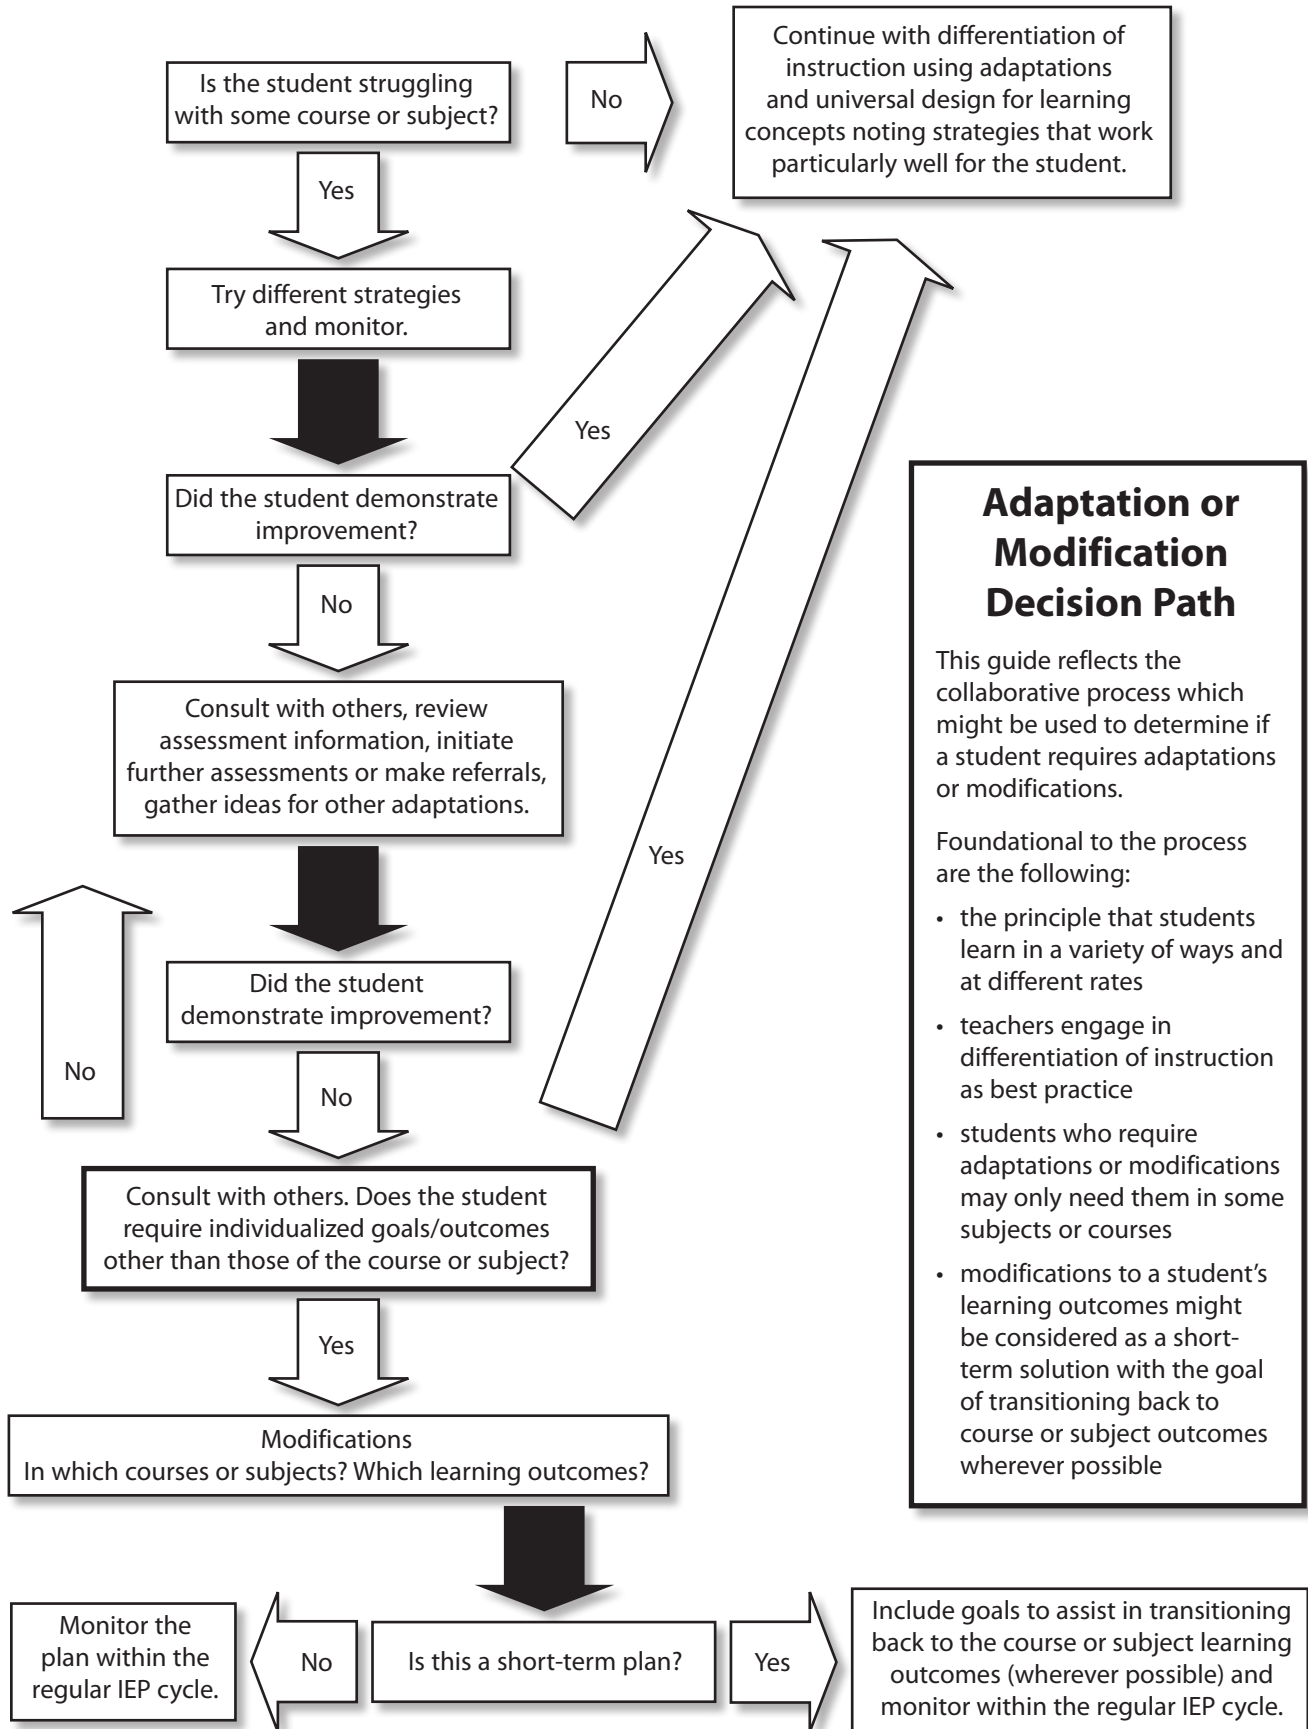 Is the student struggling
with some course or subject?
No
Continue with differentiation of
instruction using adaptations
and universal design for learning
concepts noting strategies that work
particularly well for the student.
Yes
Try different strategies
and monitor.
Yes
Did the student demonstrate
improvement?
No
Consult with others, review
assessment information, initiate
further assessments or make referrals,
gather ideas for other adaptations.
Yes
Did the student
demonstrate improvement?
No
No
Consult with others. Does the student
require individualized goals/outcomes
other than those of the course or subject?
Yes
Modifications
In which courses or subjects? Which learning outcomes?
Is this a short-term plan?
No
Monitor the
plan within the
regular IEP cycle.
Yes
Include goals to assist in transitioning
back to the course or subject learning
outcomes (wherever possible) and
monitor within the regular IEP cycle.
Adaptation or
Modification
Decision Path
This guide reflects the
collaborative process which
might be used to determine if
a student requires adaptations
or modifications.
Foundational to the process
are the following:
• the principle that students
learn in a variety of ways and
at different rates
• teachers engage in
differentiation of instruction
as best practice
• students who require
adaptations or modifications
may only need them in some
subjects or courses
• modifications to a student's
learning outcomes might
be considered as a short-
term solution with the goal
of transitioning back to
course or subject outcomes
wherever possible